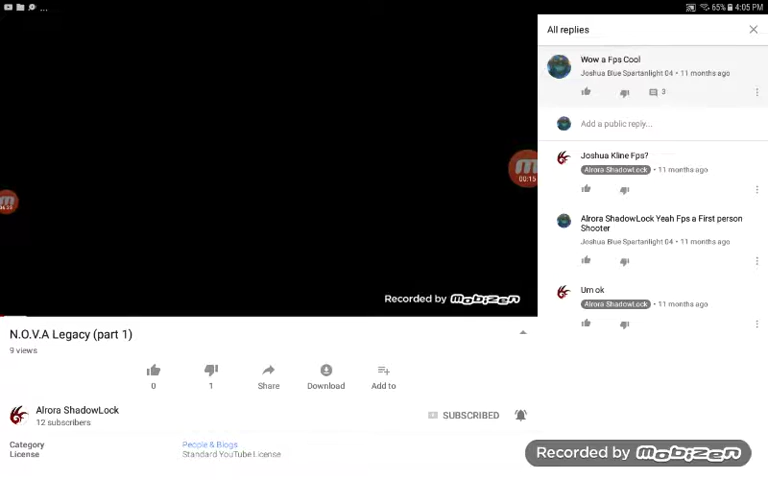 ... 65% 4:05 PM
All replies
Wow a Fps Cool
Joshua Blue Spartanlight 04 • 11 months ago
3
Add a public reply...
Joshua Kline Fps?
Alrora ShadowLock • 11 months ago
Alrora ShadowLock Yeah Fps a First person
Shooter
Joshua Blue Spartanlight 04 • 11 months ago
Um ok
Alrora ShadowLock • 11 months ago
00:15
Recorded by mobizen
N.O.V.A Legacy (part 1)
9 views
0 1 Share Download Add to
Alrora ShadowLock
12 subscribers
SUBSCRIBED
Category People & Blogs
License Standard YouTube License
Recorded by mobizen